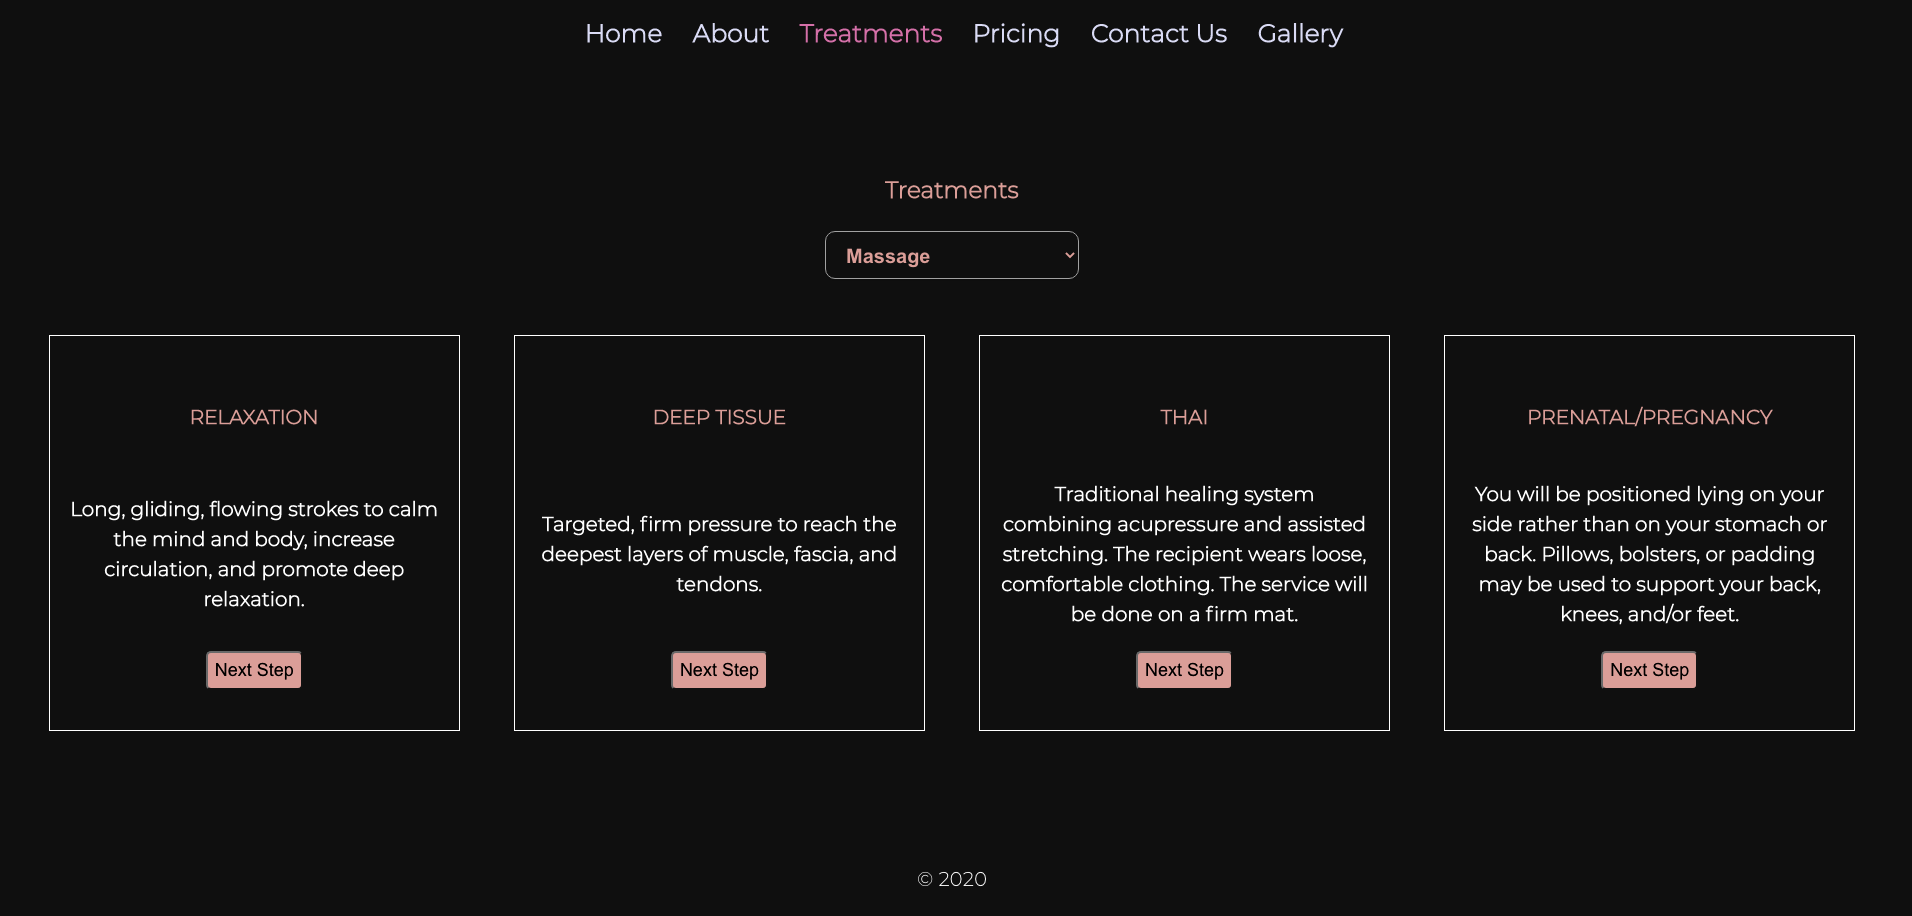 Home About Treatments Pricing Contact Us Gallery
Treatments
Massage
RELAXATION
Long, gliding, flowing strokes to calm
the mind and body, increase
circulation, and promote deep
relaxation.
Next Step
DEEP TISSUE
Targeted, firm pressure to reach the
deepest layers of muscle, fascia, and
tendons.
Next Step
THAI
Traditional healing system
combining acupressure and assisted
stretching. The recipient wears loose,
comfortable clothing. The service will
be done on a firm mat.
Next Step
PRENATAL/PREGNANCY
You will be positioned lying on your
side rather than on your stomach or
back. Pillows, bolsters, or padding
may be used to support your back,
knees, and/or feet.
Next Step
© 2020